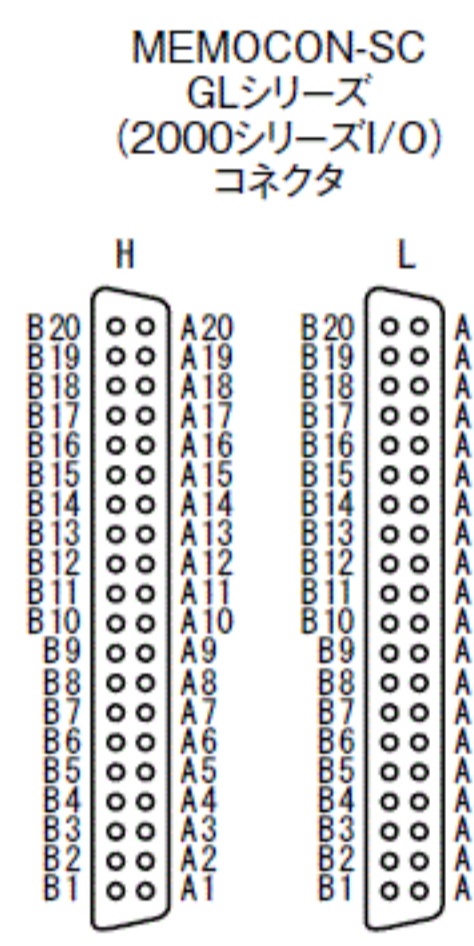 MEMOCON-SC
GLシリーズ
(2000シリーズI/O)
コネクタ
H L
B20 A20 B20 A
B19 A19 B19 A
B18 A18 B18 A
B17 A17 B17 A
B16 A16 B16 A
B15 A15 B15 A
B14 A14 B14 A
B13 A13 B13 A
B12 A12 B12 A
B11 A11 B11 A
B10 A10 B10 A
B9 A9 B9 A
B8 A8 B8 A
B7 A7 B7 A
B6 A6 B6 A
B5 A5 B5 A
B4 A4 B4 A
B3 A3 B3 A
B2 A2 B2 A
B1 A1 B1 A